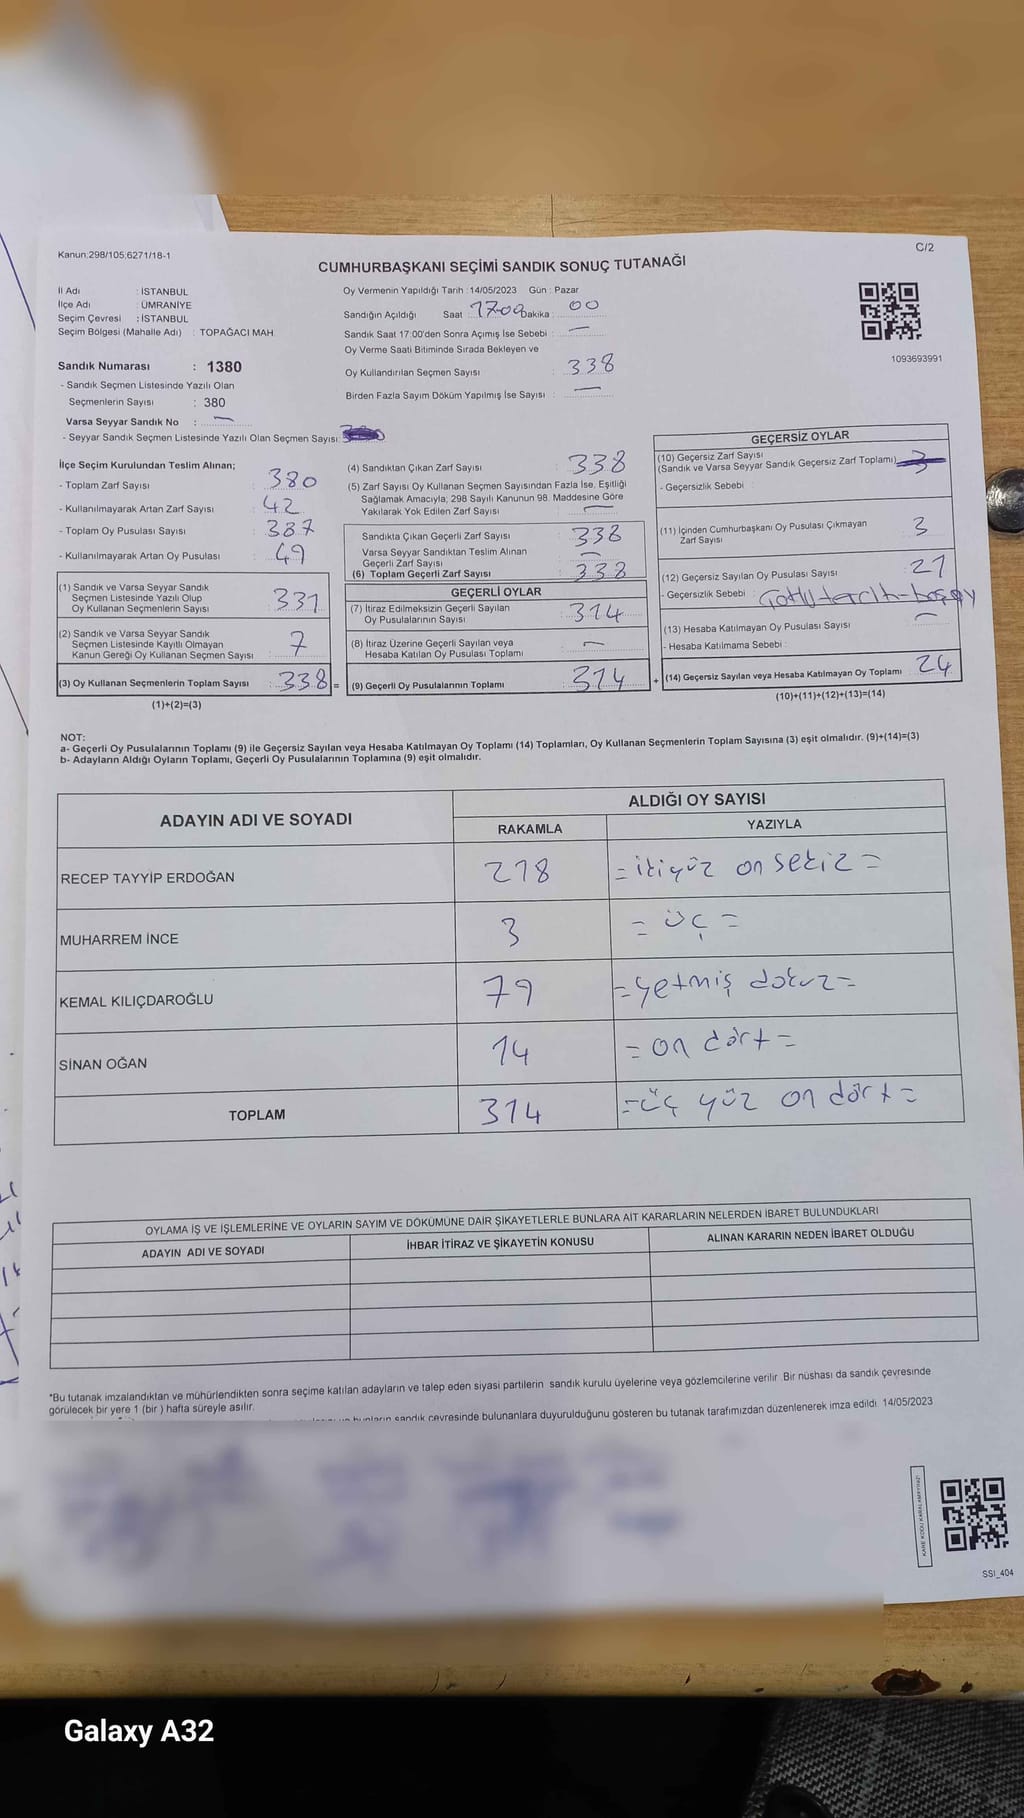 Kanun:298/105;6271/18-1
C/2
CUMHURBAŞKANI SEÇİMİ SANDIK SONUÇ TUTANAĞI
İl Adı : İSTANBUL
İlçe Adı : ÜMRANİYE
Seçim Çevresi : İSTANBUL
Seçim Bölgesi (Mahalle Adı) : TOPAĞACI MAH.
Sandık Numarası : 1380
- Sandık Seçmen Listesinde Yazılı Olan
Seçmenlerin Sayısı : 380
Varsa Seyyar Sandık No : —
- Seyyar Sandık Seçmen Listesinde Yazılı Olan Seçmen Sayısı:
Oy Vermenin Yapıldığı Tarih :14/05/2023 Gün : Pazar
Sandığın Açıldığı Saat : 1700 Dakika : 00
Sandık Saat 17:00'den Sonra Açımış İse Sebebi : —
Oy Verme Saati Bitiminde Sırada Bekleyen ve
Oy Kullandırılan Seçmen Sayısı : 338
Birden Fazla Sayım Döküm Yapılmış İse Sayısı : —
1093693991
İlçe Seçim Kurulundan Teslim Alınan;
- Toplam Zarf Sayısı : 380
- Kullanılmayarak Artan Zarf Sayısı : 42
- Toplam Oy Pusulası Sayısı : 387
- Kullanılmayarak Artan Oy Pusulası : 49
(1) Sandık ve Varsa Seyyar Sandık
Seçmen Listesinde Yazılı Olup
Oy Kullanan Seçmenlerin Sayısı : 331
(2) Sandık ve Varsa Seyyar Sandık
Seçmen Listesinde Kayıtlı Olmayan
Kanun Gereği Oy Kullanan Seçmen Sayısı : 7
(3) Oy Kullanan Seçmenlerin Toplam Sayısı : 338 =
(1)+(2)=(3)
(4) Sandıktan Çıkan Zarf Sayısı : 338
(5) Zarf Sayısı Oy Kullanan Seçmen Sayısından Fazla İse, Eşitliği
Sağlamak Amacıyla, 298 Sayılı Kanunun 98. Maddesine Göre
Yakılarak Yok Edilen Zarf Sayısı : —
Sandıkta Çıkan Geçerli Zarf Sayısı : 338
Varsa Seyyar Sandıktan Teslim Alınan
Geçerli Zarf Sayısı : —
(6) Toplam Geçerli Zarf Sayısı : 338
GEÇERLİ OYLAR
(7) İtiraz Edilmeksizin Geçerli Sayılan
Oy Pusulalarının Sayısı : 314
(8) İtiraz Üzerine Geçerli Sayılan veya
Hesaba Katılan Oy Pusulası Toplamı : —
(9) Geçerli Oy Pusulalarının Toplamı : 314 +
GEÇERSİZ OYLAR
(10) Geçersiz Zarf Sayısı
(Sandık ve Varsa Seyyar Sandık Geçersiz Zarf Toplamı) : 3
- Geçersizlik Sebebi :
(11) İçinden Cumhurbaşkanı Oy Pusulası Çıkmayan
Zarf Sayısı : 3
(12) Geçersiz Sayılan Oy Pusulası Sayısı : 21
- Geçersizlik Sebebi :
(13) Hesaba Katılmayan Oy Pusulası Sayısı : —
- Hesaba Katılmama Sebebi :
(14) Geçersiz Sayılan veya Hesaba Katılmayan Oy Toplamı : 24
(10)+(11)+(12)+(13)=(14)
NOT:
a- Geçerli Oy Pusulalarının Toplamı (9) ile Geçersiz Sayılan veya Hesaba Katılmayan Oy Toplamı (14) Toplamları, Oy Kullanan Seçmenlerin Toplam Sayısına (3) eşit olmalıdır. (9)+(14)=(3)
b- Adayların Aldığı Oyların Toplamı, Geçerli Oy Pusulalarının Toplamına (9) eşit olmalıdır.
ADAYIN ADI VE SOYADI
ALDIĞI OY SAYISI
RAKAMLA YAZIYLA
RECEP TAYYİP ERDOĞAN 218 = ikiyüz on sekiz =
MUHARREM İNCE 3 = üç =
KEMAL KILIÇDAROĞLU 79 = yetmiş dokuz =
SİNAN OĞAN 14 = on dört =
TOPLAM 314 = üç yüz on dört =
OYLAMA İŞ VE İŞLEMLERİNE VE OYLARIN SAYIM VE DÖKÜMÜNE DAİR ŞİKAYETLERLE BUNLARA AİT KARARLARIN NELERDEN İBARET BULUNDUKLARI
ADAYIN ADI VE SOYADI İHBAR İTİRAZ VE ŞİKAYETİN KONUSU ALINAN KARARIN NEDEN İBARET OLDUĞU
*Bu tutanak imzalandıktan ve mühürlendikten sonra seçime katılan adayların ve talep eden siyasi partilerin sandık kurulu üyelerine veya gözlemcilerine verilir. Bir nüshası da sandık çevresinde
görülecek bir yere 1 (bir ) hafta süreyle asılır.
sandık çevresinde bulunanlara duyurulduğunu gösteren bu tutanak tarafımızdan düzenlenerek imza edildi. 14/05/2023
SSI_404
Galaxy A32